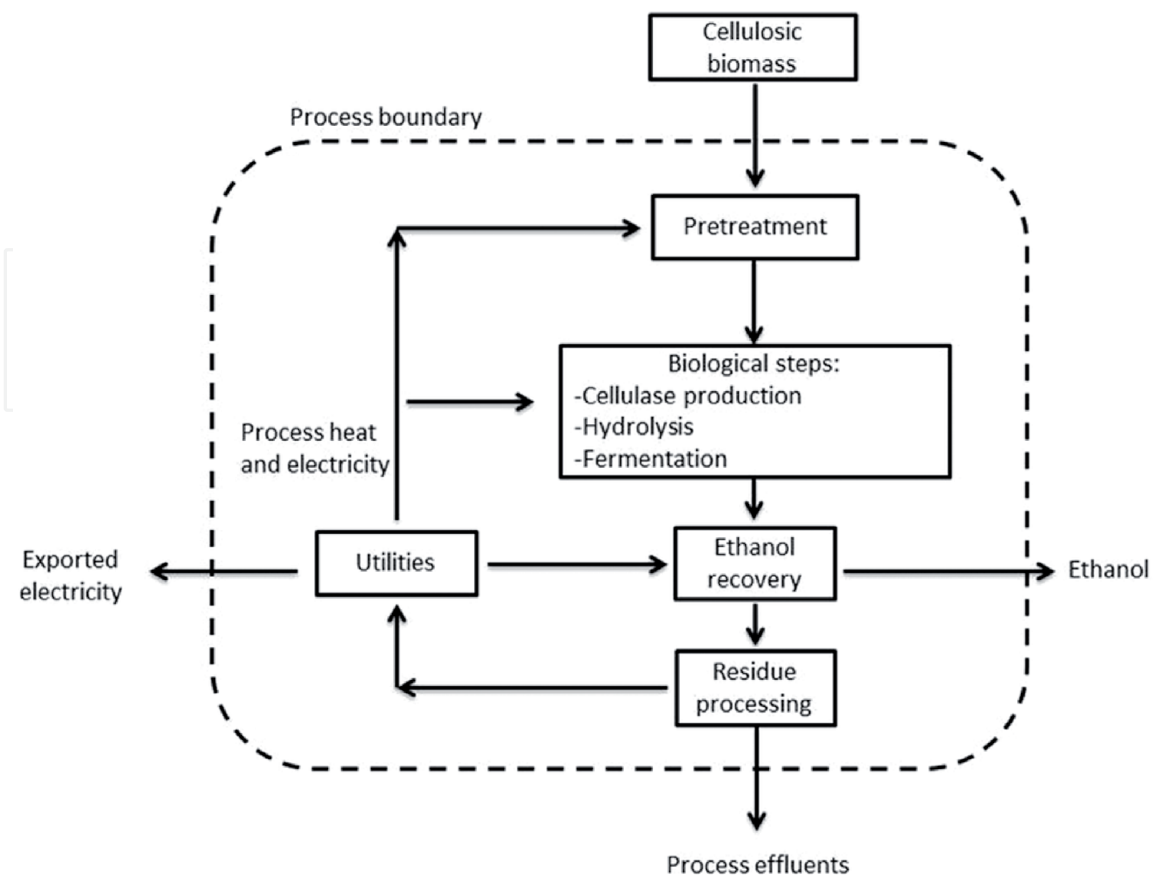 Cellulosic
biomass
Process boundary
Pretreatment
Biological steps:
-Cellulase production
-Hydrolysis
-Fermentation
Process heat
and electricity
Exported
electricity
Utilities
Ethanol
recovery
Ethanol
Residue
processing
Process effluents